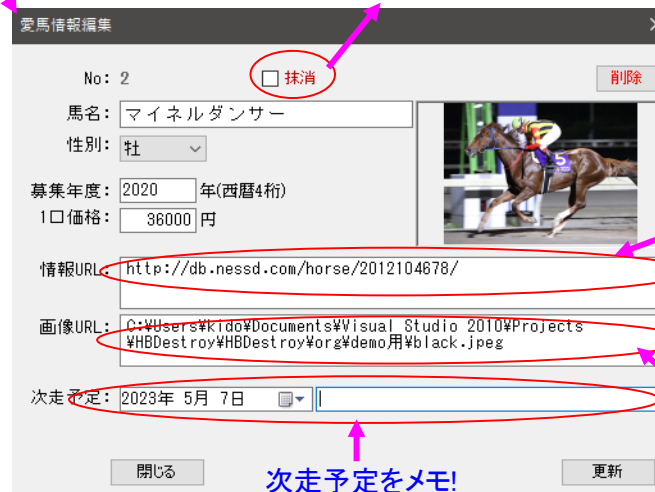 愛馬情報編集
No: 2 抹消 削除
馬名: マイネルダンサー
性別: 牡
募集年度: 2020 年(西暦4桁)
1口価格: 36000 円
情報URL: http://db.nessd.com/horse/2012104678/
画像URL: C:¥Users¥kido¥Documents¥Visual Studio 2010¥Projects
¥HBDestroy¥HBDestroy¥org¥demo用¥black.jpeg
次走予定: 2023年 5月 7日
閉じる 次走予定をメモ! 更新
5